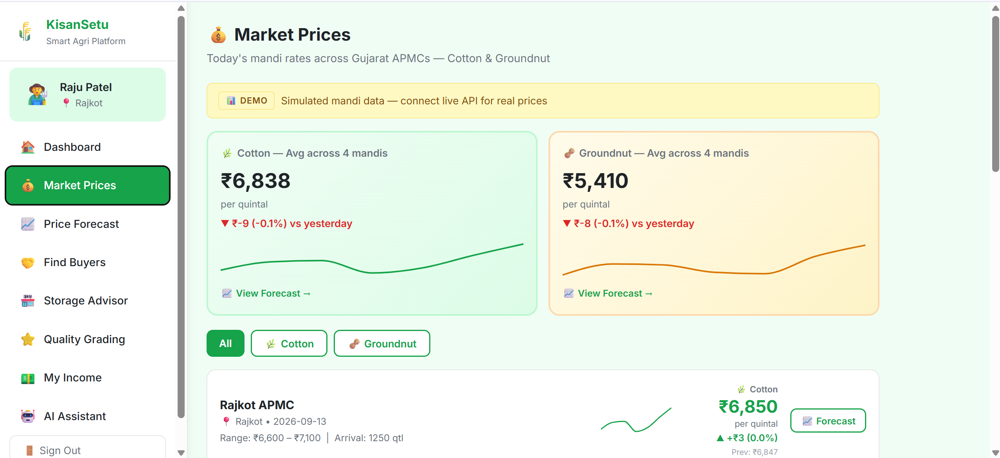 KisanSetu
Smart Agri Platform
Raju Patel
Rajkot
Dashboard
Market Prices
Price Forecast
Find Buyers
Storage Advisor
Quality Grading
My Income
AI Assistant
Sign Out
Market Prices
Today's mandi rates across Gujarat APMCs — Cotton & Groundnut
DEMO Simulated mandi data — connect live API for real prices
Cotton — Avg across 4 mandis
₹6,838
per quintal
▼ ₹-9 (-0.1%) vs yesterday
View Forecast →
Groundnut — Avg across 4 mandis
₹5,410
per quintal
▼ ₹-8 (-0.1%) vs yesterday
View Forecast →
All
Cotton
Groundnut
Rajkot APMC
Rajkot • 2026-09-13
Range: ₹6,600 – ₹7,100 | Arrival: 1250 qtl
Cotton
₹6,850
per quintal
▲ +₹3 (0.0%)
Prev: ₹6,847
Forecast